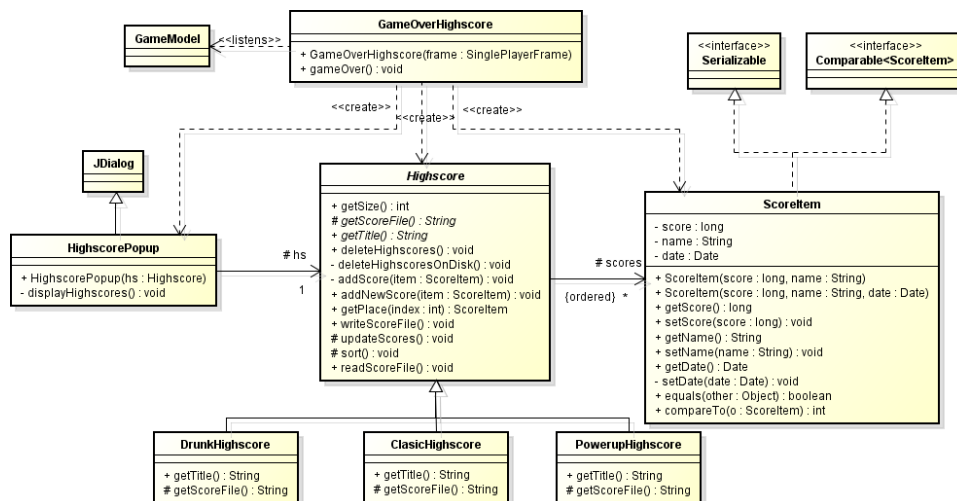 GameOverHighscore
+ GameOverHighscore(frame : SinglePlayerFrame)
+ gameOver() : void
GameModel
<<listens>>
<<create>>
<<create>>
<<create>>
<<interface>>
Serializable
<<interface>>
Comparable<ScoreItem>
JDialog
HighscorePopup
+ HighscorePopup(hs : Highscore)
- displayHighscores() : void
# hs
1
Highscore
+ getSize() : int
# getScoreFile() : String
+ getTitle() : String
+ deleteHighscores() : void
- deleteHighscoresOnDisk() : void
- addScore(item : ScoreItem) : void
+ addNewScore(item : ScoreItem) : void
+ getPlace(index : int) : ScoreItem
+ writeScoreFile() : void
# updateScores() : void
# sort() : void
+ readScoreFile() : void
# scores
{ordered} *
ScoreItem
- score : long
- name : String
- date : Date
+ ScoreItem(score : long, name : String)
+ ScoreItem(score : long, name : String, date : Date)
+ getScore() : long
+ setScore(score : long) : void
+ getName() : String
+ setName(name : String) : void
+ getDate() : Date
- setDate(date : Date) : void
+ equals(other : Object) : boolean
+ compareTo(o : ScoreItem) : int
DrunkHighscore
+ getTitle() : String
# getScoreFile() : String
ClasicHighscore
+ getTitle() : String
# getScoreFile() : String
PowerupHighscore
+ getTitle() : String
# getScoreFile() : String